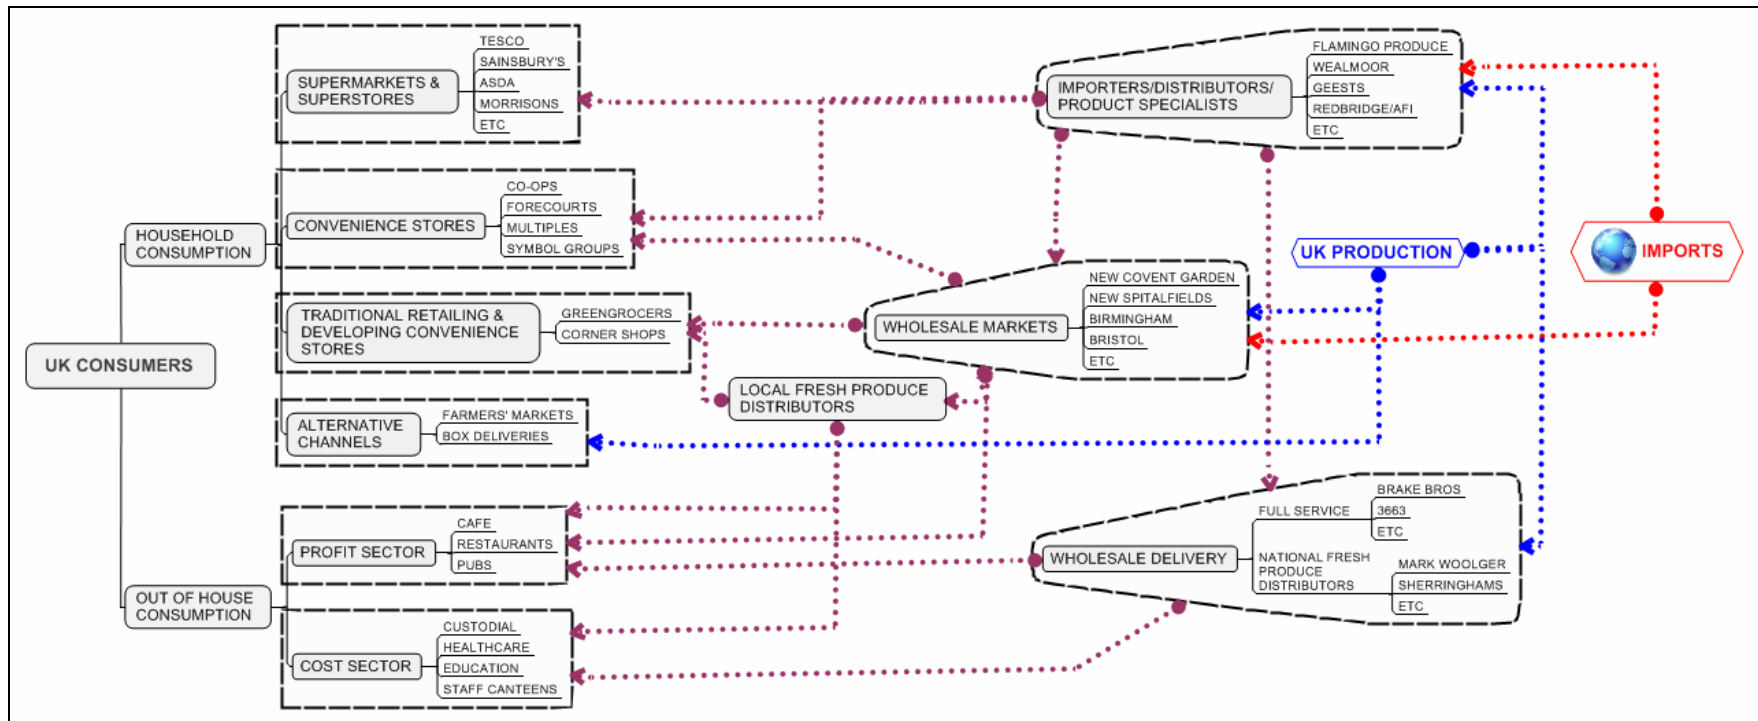 UK CONSUMERS
HOUSEHOLD
CONSUMPTION
SUPERMARKETS &
SUPERSTORES
TESCO
SAINSBURY'S
ASDA
MORRISONS
ETC
CONVENIENCE STORES
CO-OPS
FORECOURTS
MULTIPLES
SYMBOL GROUPS
TRADITIONAL RETAILING &
DEVELOPING CONVENIENCE
STORES
GREENGROCERS
CORNER SHOPS
ALTERNATIVE
CHANNELS
FARMERS' MARKETS
BOX DELIVERIES
OUT OF HOUSE
CONSUMPTION
PROFIT SECTOR
CAFE
RESTAURANTS
PUBS
COST SECTOR
CUSTODIAL
HEALTHCARE
EDUCATION
STAFF CANTEENS
LOCAL FRESH PRODUCE
DISTRIBUTORS
IMPORTERS/DISTRIBUTORS/
PRODUCT SPECIALISTS
FLAMINGO PRODUCE
WEALMOOR
GEESTS
REDBRIDGE/AFI
ETC
WHOLESALE MARKETS
NEW COVENT GARDEN
NEW SPITALFIELDS
BIRMINGHAM
BRISTOL
ETC
WHOLESALE DELIVERY
FULL SERVICE
BRAKE BROS
3663
ETC
NATIONAL FRESH
PRODUCE
DISTRIBUTORS
MARK WOOLGER
SHERRINGHAMS
ETC
UK PRODUCTION
IMPORTS